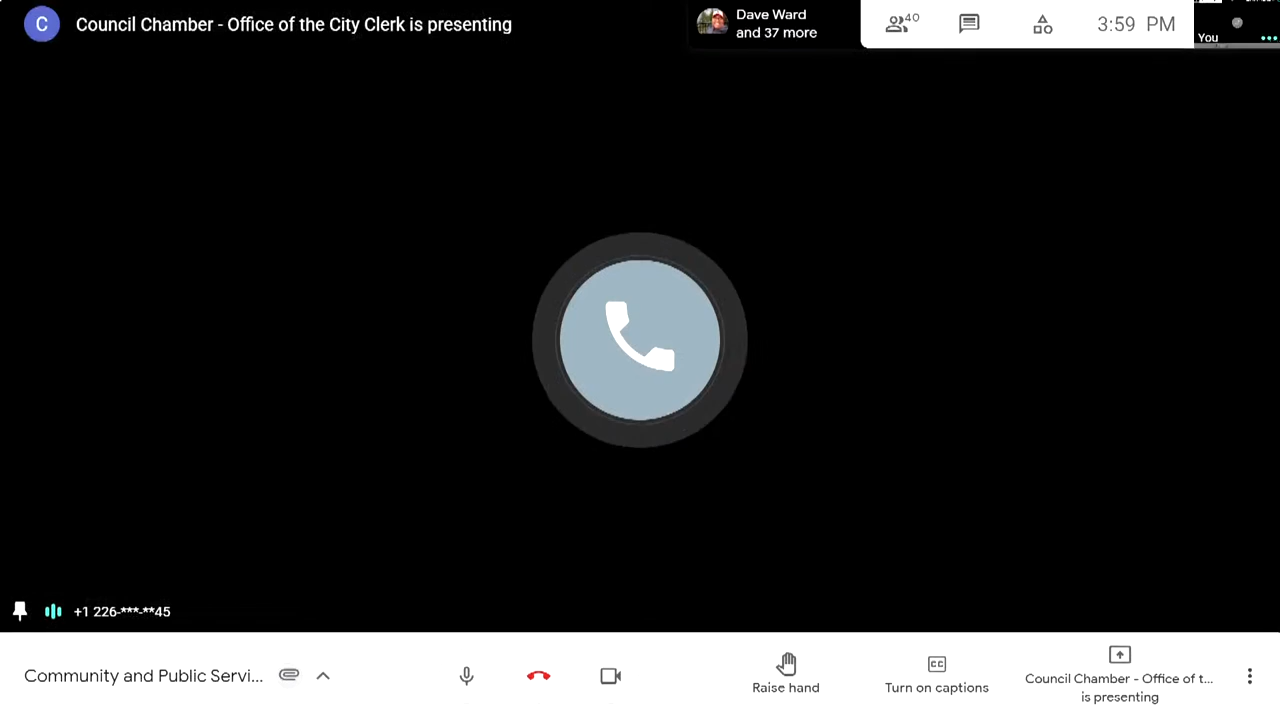 C
Council Chamber - Office of the City Clerk is presenting
Dave Ward
and 37 more
40
3:59 PM
You
+1 226-***-**45
Community and Public Servi...
Raise hand
CC
Turn on captions
Council Chamber - Office of t...
is presenting